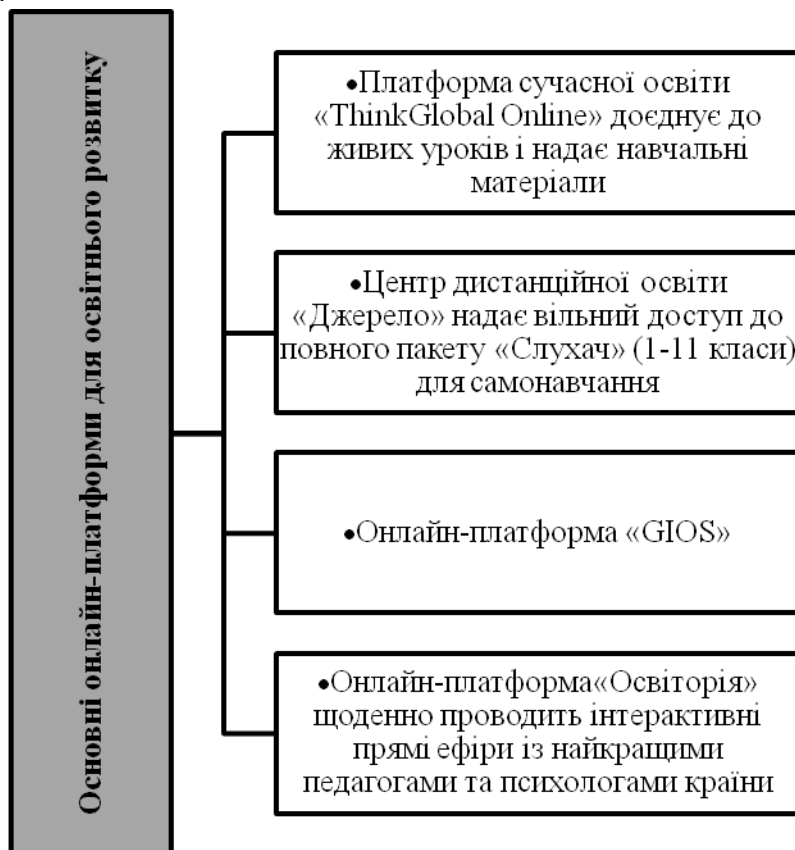 Основні онлайн-платформи для освітнього розвитку
•Платформа сучасної освіти
«ThinkGlobal Online» доєднує до
живих уроків і надає навчальні
матеріали
•Центр дистанційної освіти
«Джерело» надає вільний доступ до
повного пакету «Слухач» (1-11 класи)
для самонавчання
•Онлайн-платформа «GIOS»
•Онлайн-платформа«Освіторія»
щоденно проводить інтерактивні
прямі ефіри із найкращими
педагогами та психологами країни